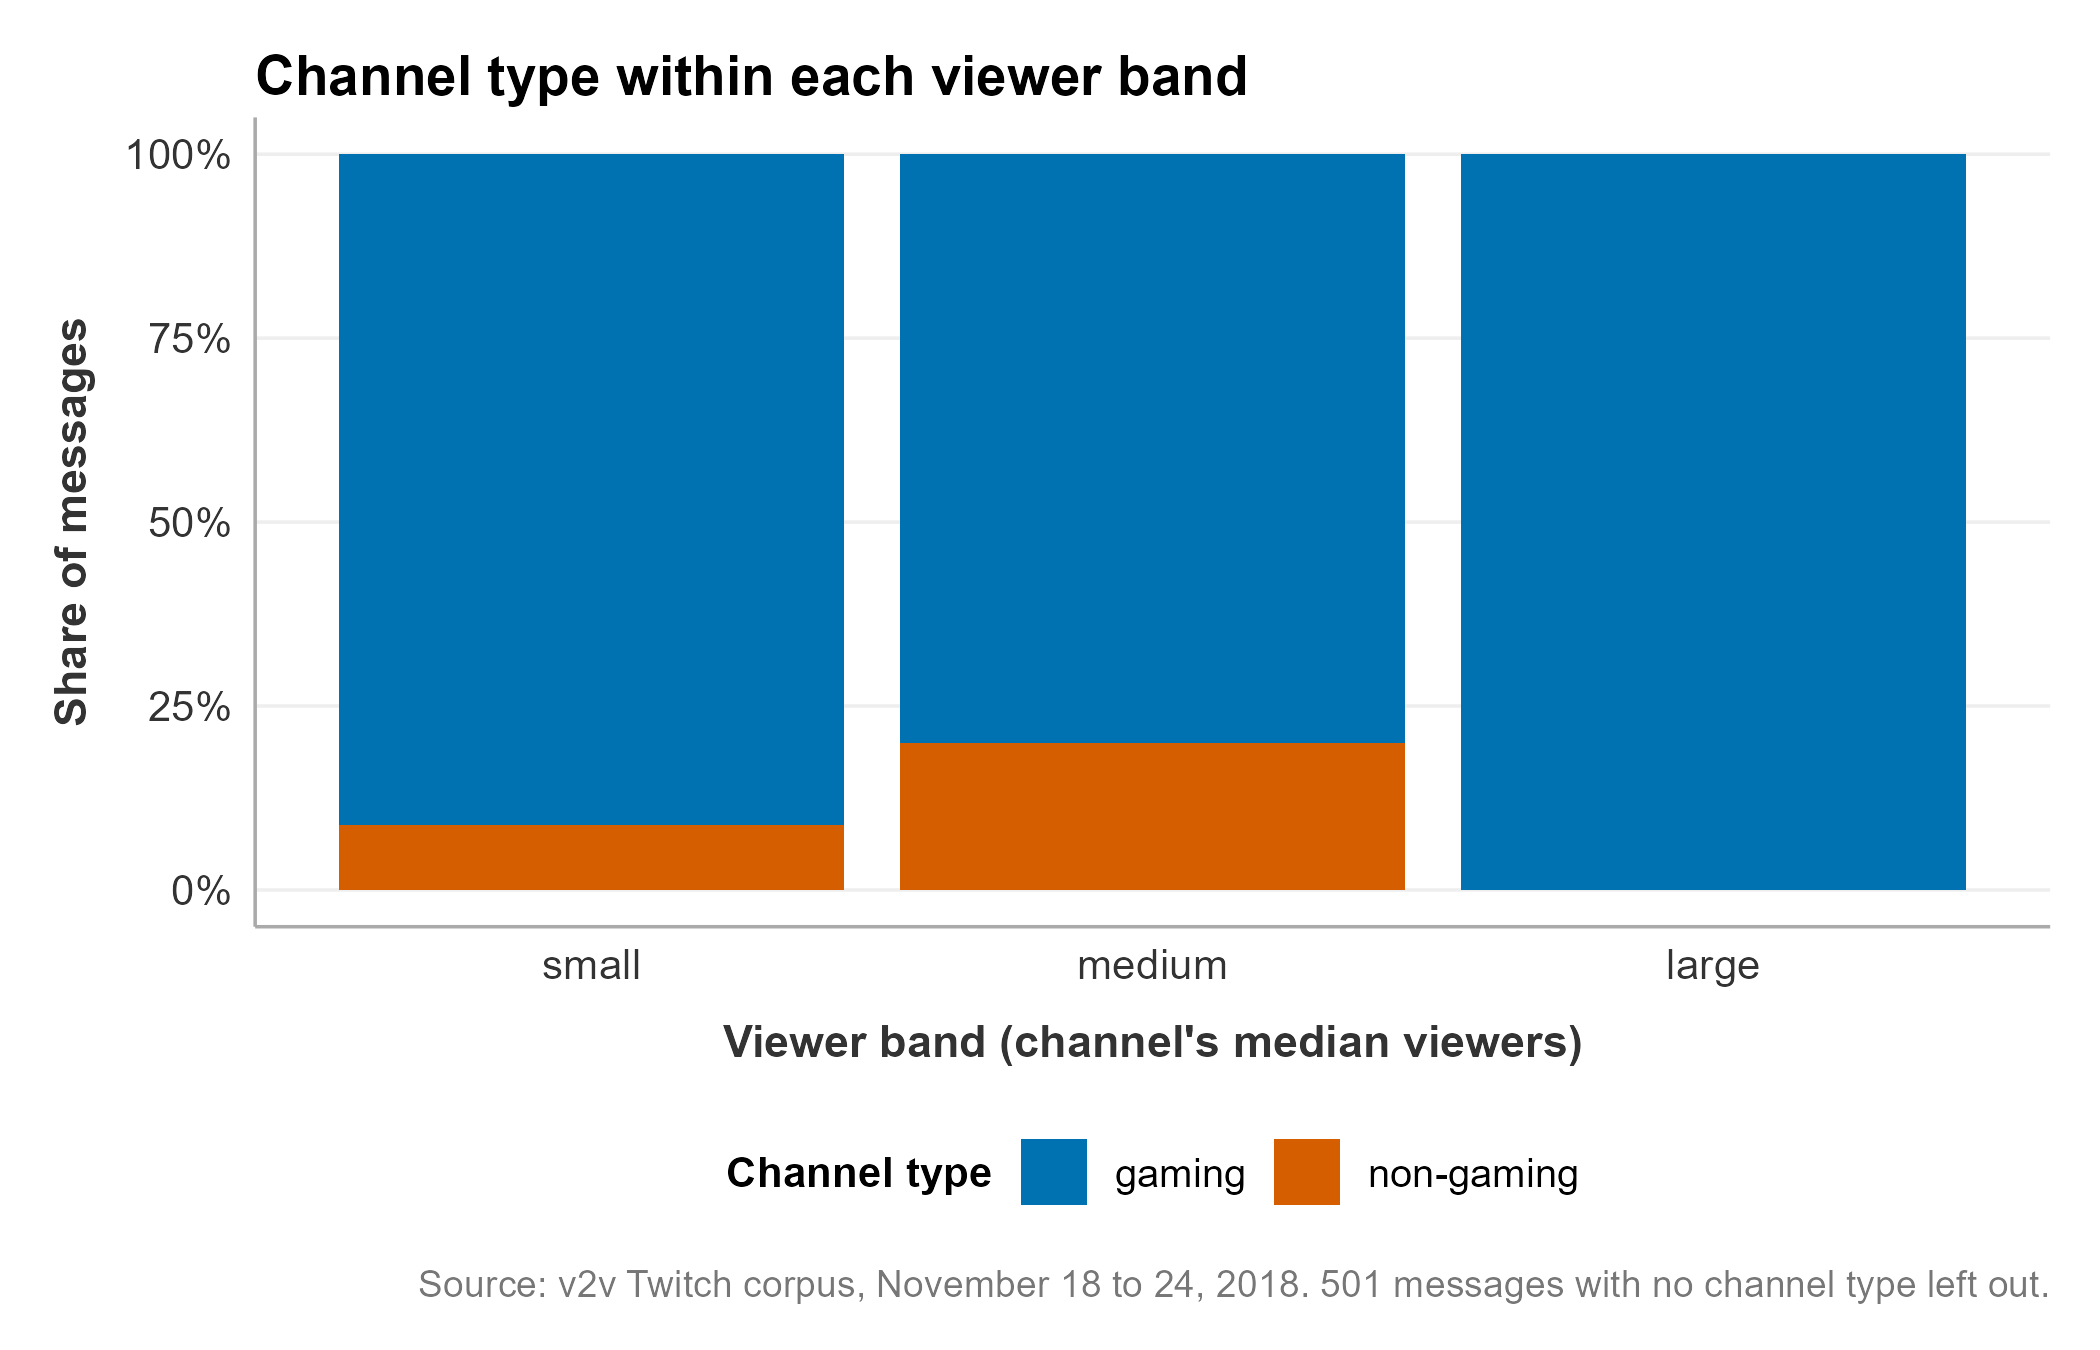 Channel type within each viewer band
100%
75%
50%
25%
0%
Share of messages
small medium large
Viewer band (channel's median viewers)
Channel type gaming non-gaming
Source: v2v Twitch corpus, November 18 to 24, 2018. 501 messages with no channel type left out.